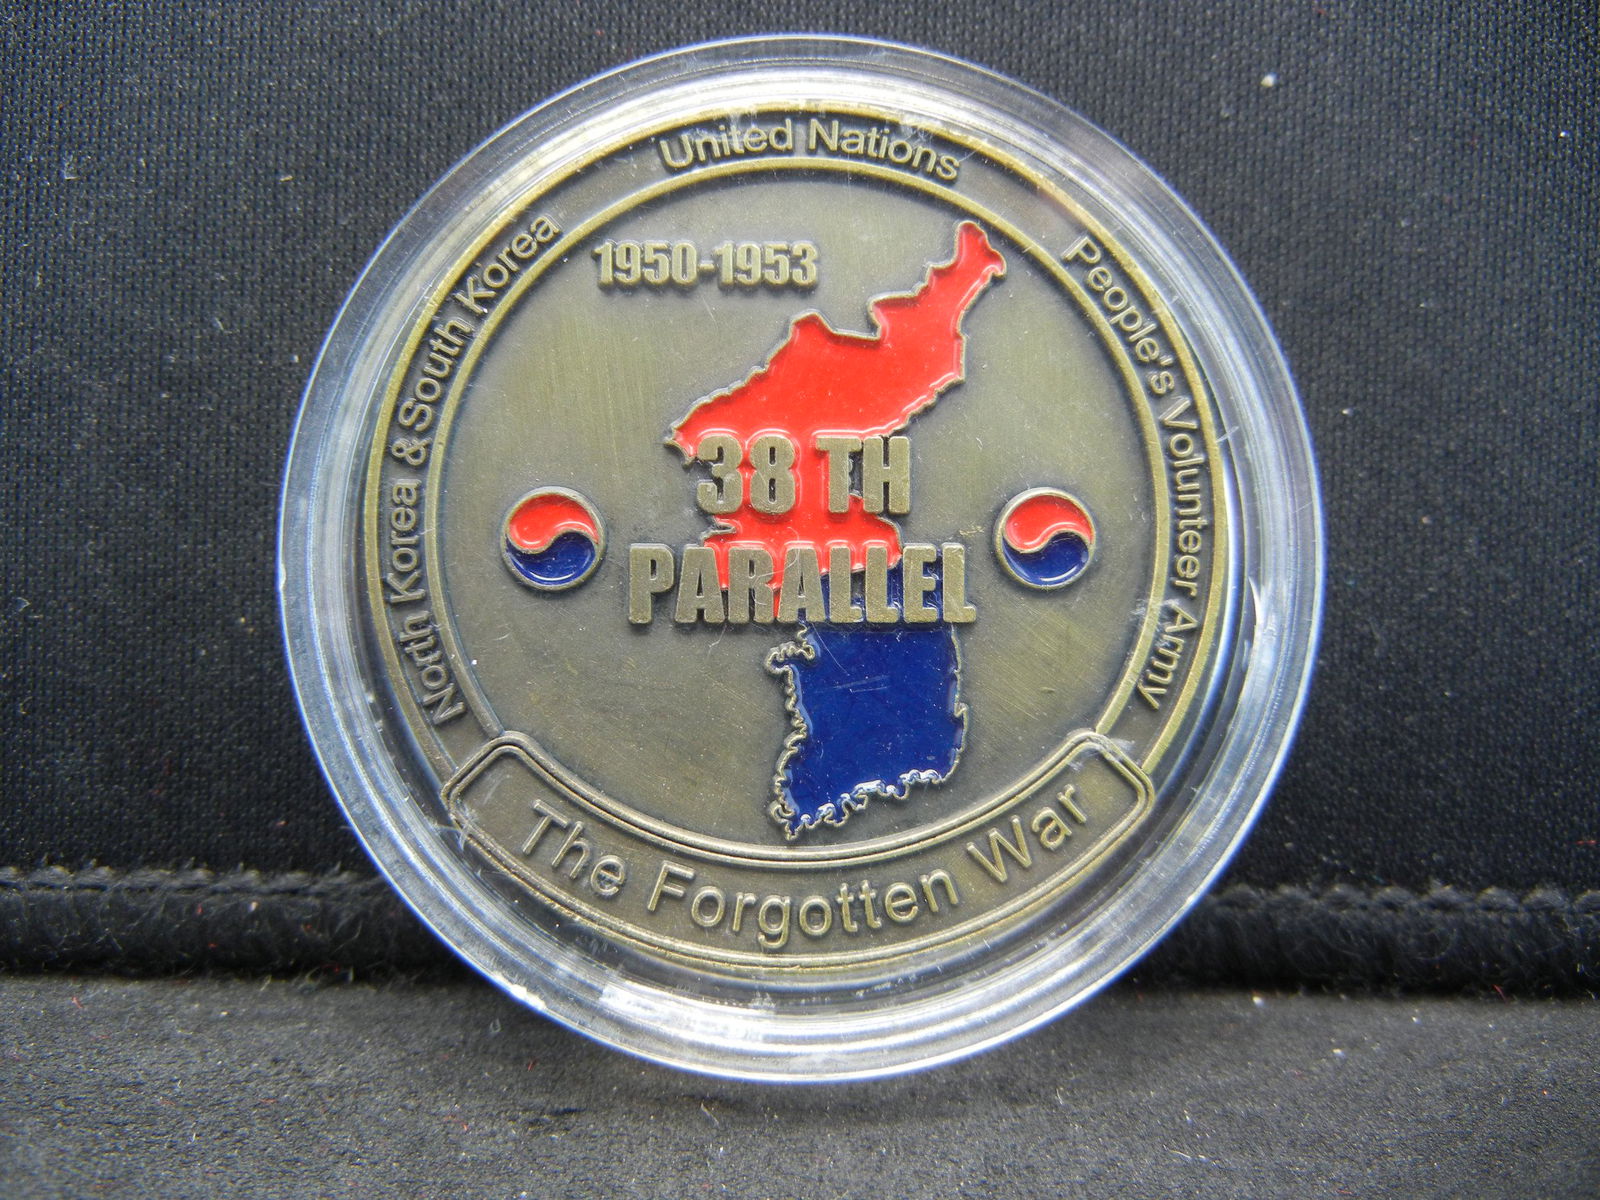 United Nations
North Korea & South Korea
People's Volunteer Army
1950-1953
38 TH
PARALLEL
The Forgotten War